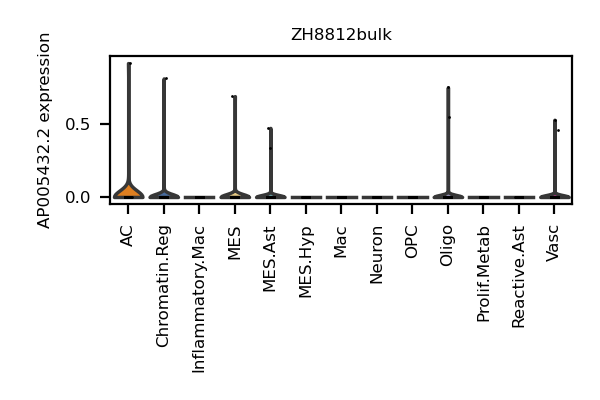 ZH8812bulk
AP005432.2 expression
0.5
0.0
AC
Chromatin.Reg
Inflammatory.Mac
MES
MES.Ast
MES.Hyp
Mac
Neuron
OPC
Oligo
Prolif.Metab
Reactive.Ast
Vasc